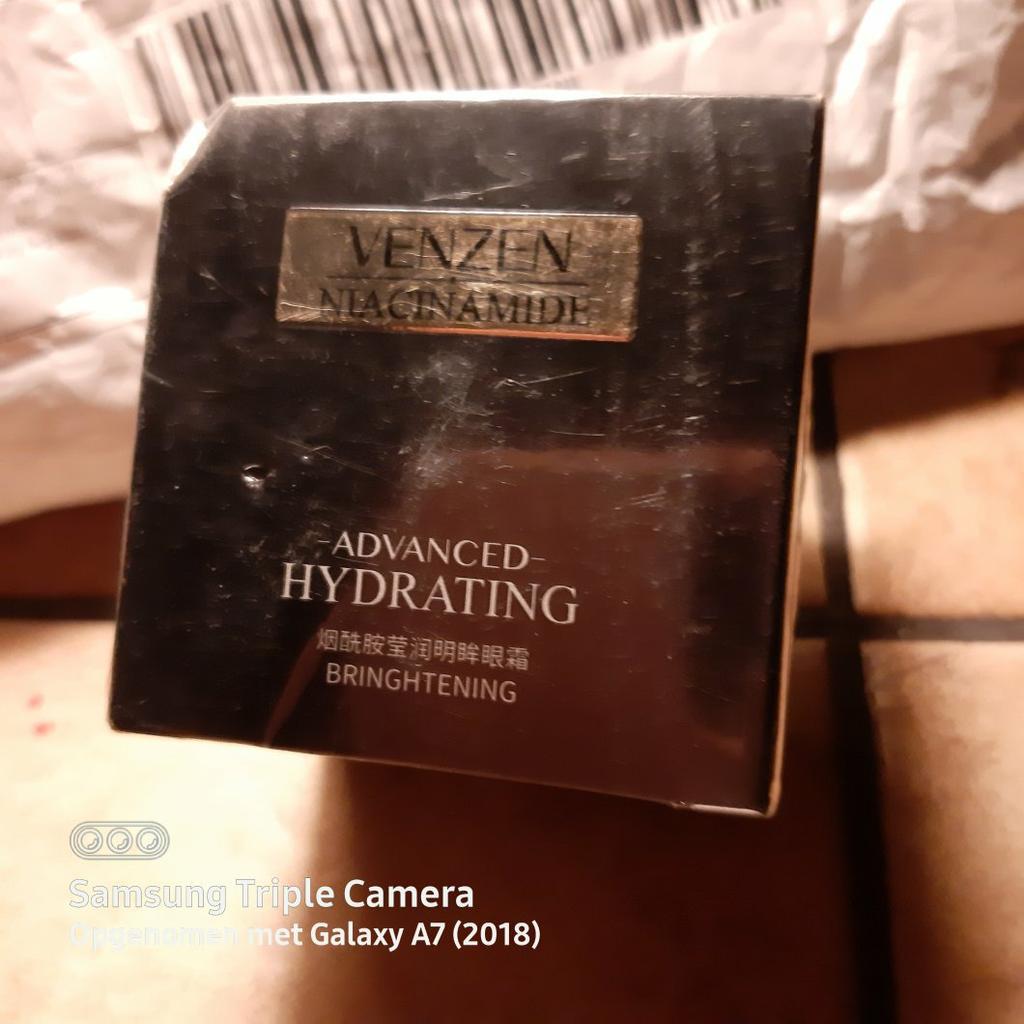 VENZEN
NIACINAMIDE
-ADVANCED-
HYDRATING
烟酰胺莹润明眸眼霜
BRINGHTENING
Samsung Triple Camera
Opgenomen met Galaxy A7 (2018)